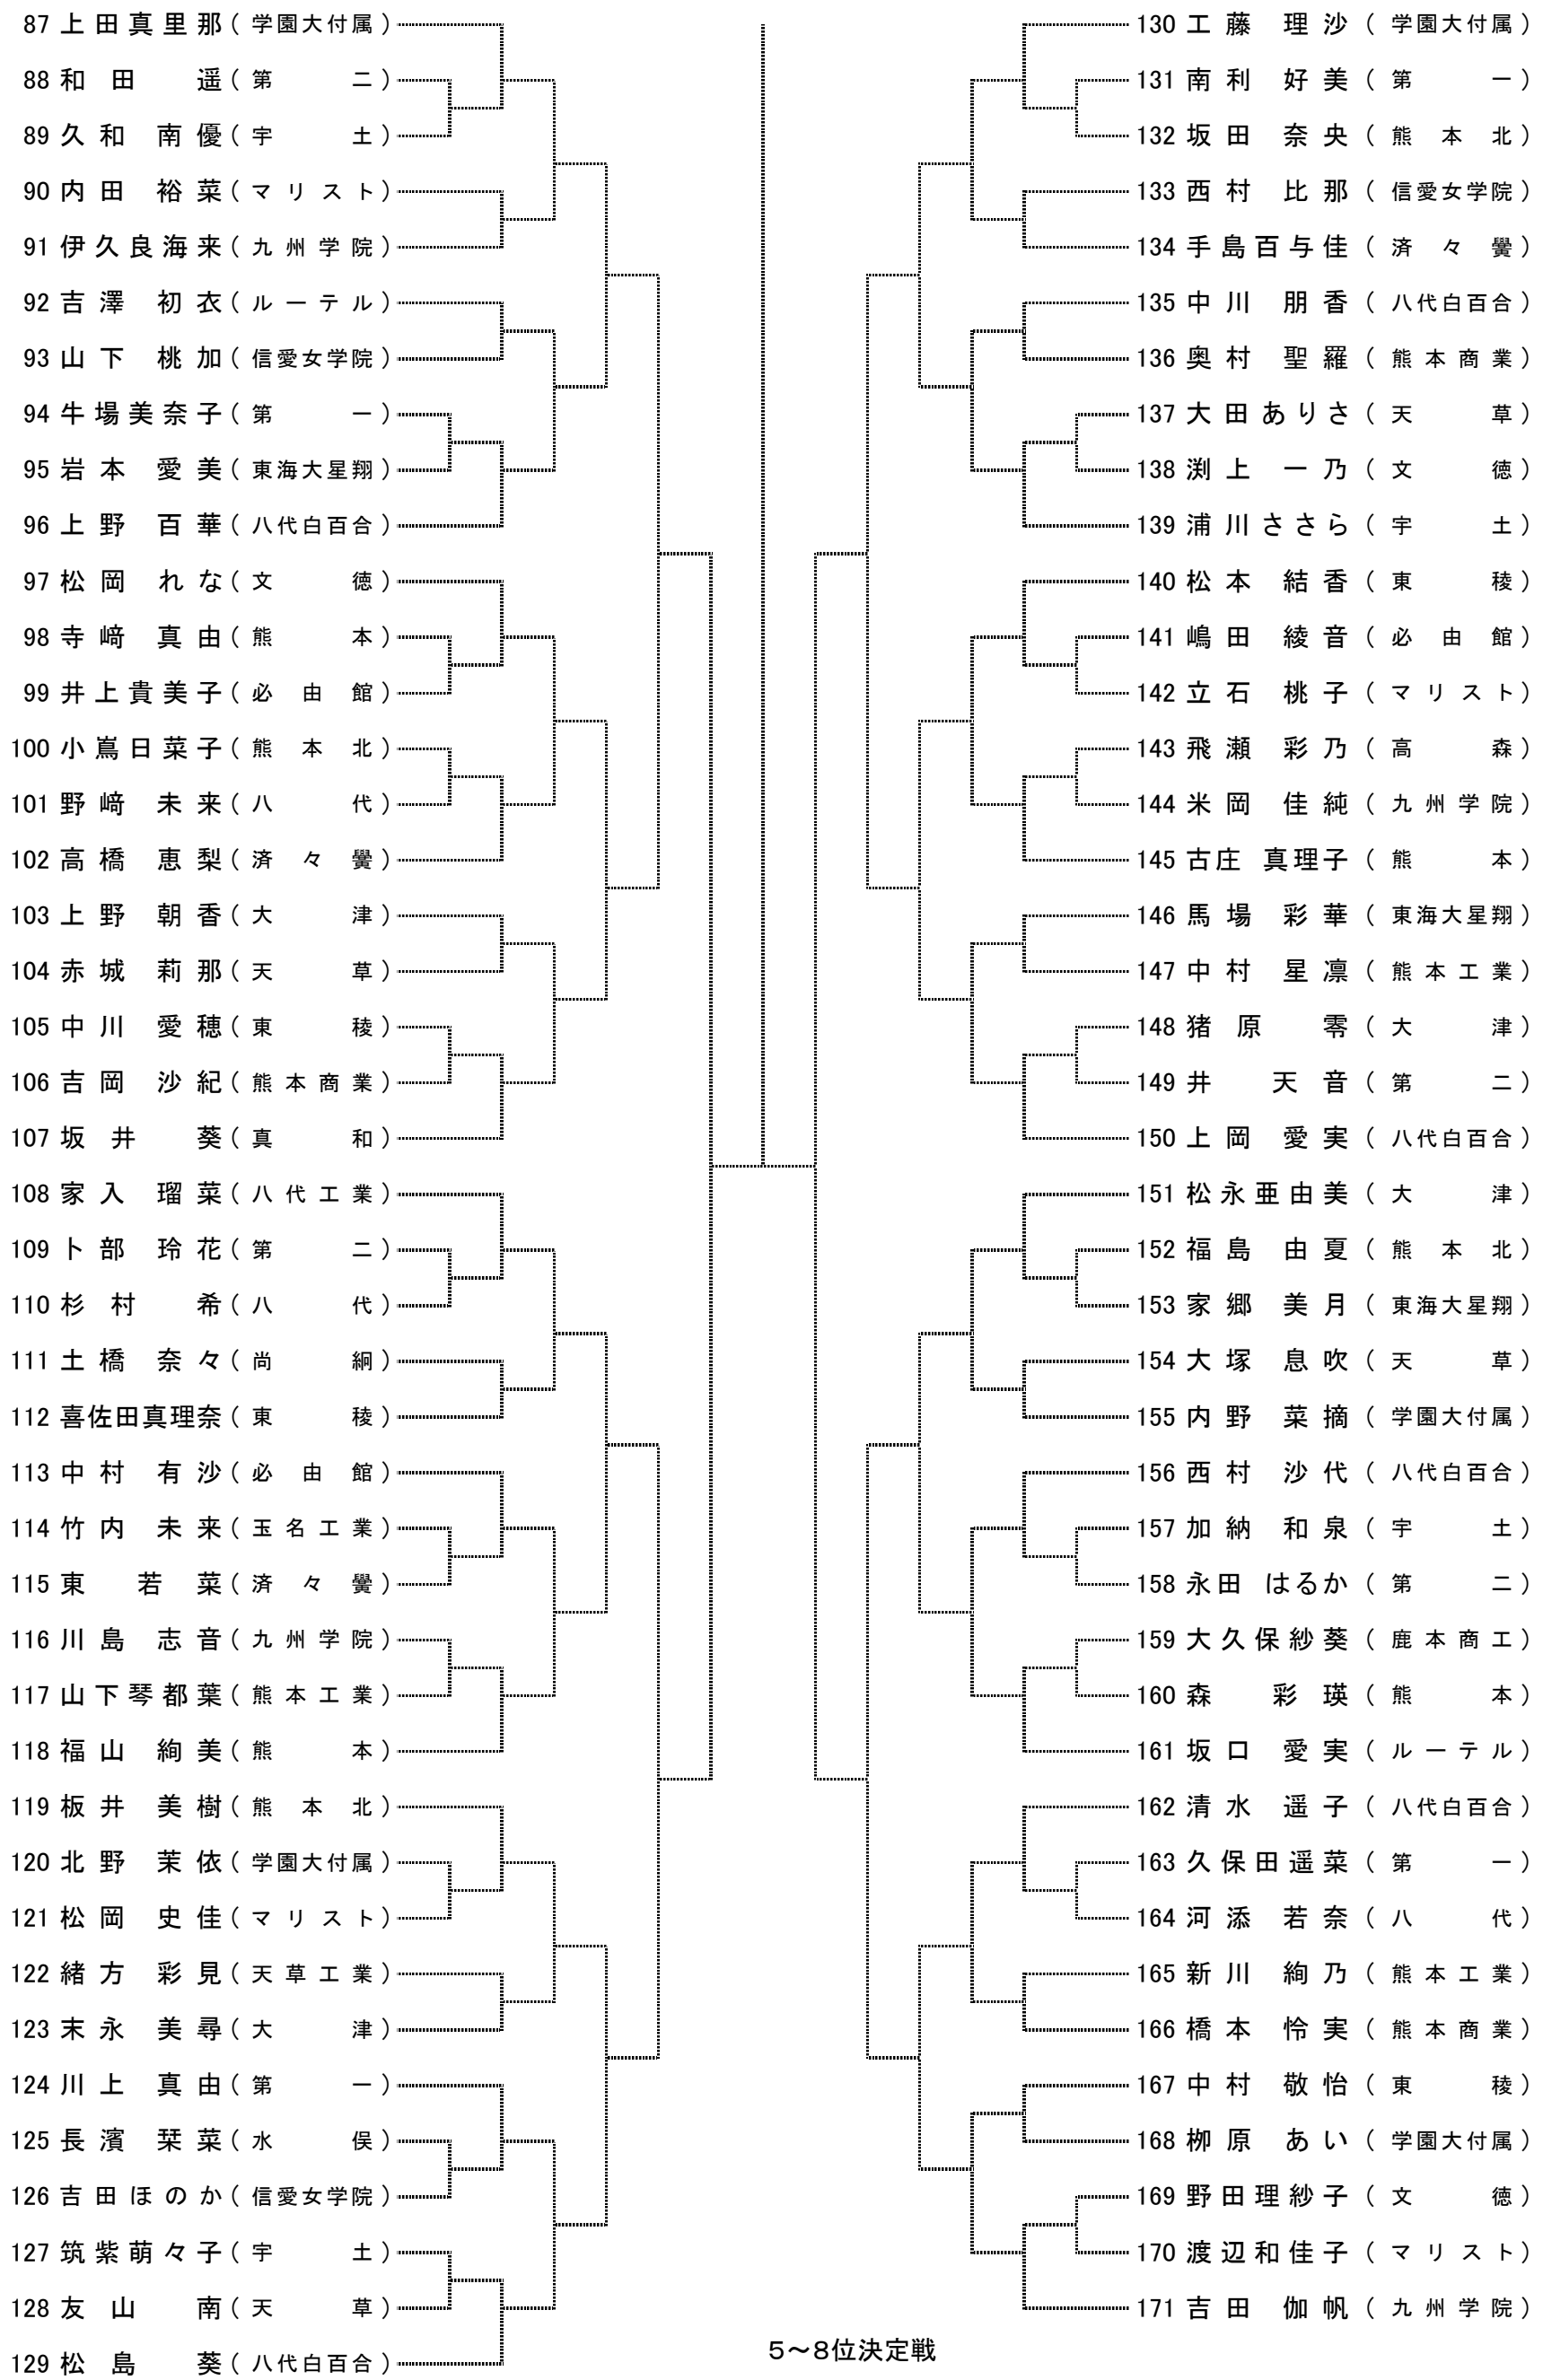 87 上田真里那 ( 学園大付属 )
88 和田 遥 ( 第二 )
89 久和 南優 ( 宇土 )
90 内田 裕菜 ( マリスト )
91 伊久良海来 ( 九州学院 )
92 吉澤 初衣 ( ルーテル )
93 山下 桃加 ( 信愛女学院 )
94 牛場美奈子 ( 第一 )
95 岩本 愛美 ( 東海大星翔 )
96 上野 百華 ( 八代白百合 )
97 松岡 れな ( 文徳 )
98 寺﨑 真由 ( 熊本 )
99 井上貴美子 ( 必由館 )
100 小嶌日菜子 ( 熊本北 )
101 野﨑 未来 ( 八代 )
102 高橋 恵梨 ( 済々黌 )
103 上野 朝香 ( 大津 )
104 赤城 莉那 ( 天草 )
105 中川 愛穂 ( 東稜 )
106 吉岡 沙紀 ( 熊本商業 )
107 坂井 葵 ( 真和 )
108 家入 瑠菜 ( 八代工業 )
109 卜部 玲花 ( 第二 )
110 杉村 希 ( 八代 )
111 土橋 奈々 ( 尚絅 )
112 喜佐田真理奈 ( 東稜 )
113 中村 有沙 ( 必由館 )
114 竹内 未来 ( 玉名工業 )
115 東 若菜 ( 済々黌 )
116 川島 志音 ( 九州学院 )
117 山下琴都葉 ( 熊本工業 )
118 福山 絢美 ( 熊本 )
119 板井 美樹 ( 熊本北 )
120 北野 茉依 ( 学園大付属 )
121 松岡 史佳 ( マリスト )
122 緒方 彩見 ( 天草工業 )
123 末永 美尋 ( 大津 )
124 川上 真由 ( 第一 )
125 長濱 栞菜 ( 水俣 )
126 吉田ほのか ( 信愛女学院 )
127 筑紫萌々子 ( 宇土 )
128 友山 南 ( 天草 )
129 松島 葵 ( 八代白百合 )
130 工藤 理沙 ( 学園大付属 )
131 南利 好美 ( 第一 )
132 坂田 奈央 ( 熊本北 )
133 西村 比那 ( 信愛女学院 )
134 手島百与佳 ( 済々黌 )
135 中川 朋香 ( 八代白百合 )
136 奥村 聖羅 ( 熊本商業 )
137 大田ありさ ( 天草 )
138 渕上 一乃 ( 文徳 )
139 浦川ささら ( 宇土 )
140 松本 結香 ( 東稜 )
141 嶋田 綾音 ( 必由館 )
142 立石 桃子 ( マリスト )
143 飛瀬 彩乃 ( 高森 )
144 米岡 佳純 ( 九州学院 )
145 古庄 真理子 ( 熊本 )
146 馬場 彩華 ( 東海大星翔 )
147 中村 星凛 ( 熊本工業 )
148 猪原 零 ( 大津 )
149 井 天音 ( 第二 )
150 上岡 愛実 ( 八代白百合 )
151 松永亜由美 ( 大津 )
152 福島 由夏 ( 熊本北 )
153 家郷 美月 ( 東海大星翔 )
154 大塚 息吹 ( 天草 )
155 内野 菜摘 ( 学園大付属 )
156 西村 沙代 ( 八代白百合 )
157 加納 和泉 ( 宇土 )
158 永田 はるか ( 第二 )
159 大久保紗葵 ( 鹿本商工 )
160 森 彩瑛 ( 熊本 )
161 坂口 愛実 ( ルーテル )
162 清水 遥子 ( 八代白百合 )
163 久保田遥菜 ( 第一 )
164 河添 若奈 ( 八代 )
165 新川 絢乃 ( 熊本工業 )
166 橋本 怜実 ( 熊本商業 )
167 中村 敬怡 ( 東稜 )
168 栁原 あい ( 学園大付属 )
169 野田理紗子 ( 文徳 )
170 渡辺和佳子 ( マリスト )
171 吉田 伽帆 ( 九州学院 )
5～8位決定戦